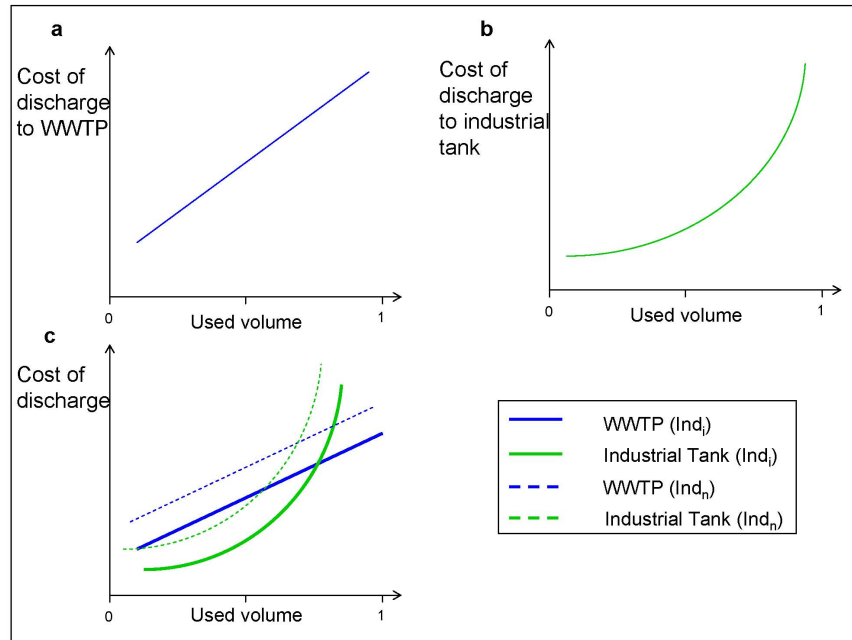 a
Cost of
discharge
to WWTP
0
Used volume
1
b
Cost of
discharge
to industrial
tank
0
Used volume
1
c
Cost of
discharge
0
Used volume
1
WWTP (Indᵢ)
Industrial Tank (Indᵢ)
WWTP (Indₙ)
Industrial Tank (Indₙ)